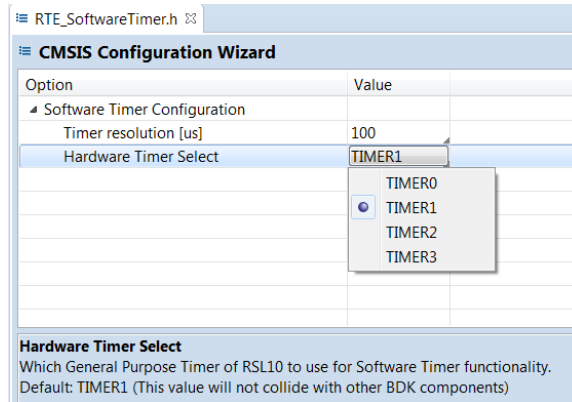 RTE_SoftwareTimer.h
CMSIS Configuration Wizard
Option Value
Software Timer Configuration
Timer resolution [us] 100
Hardware Timer Select TIMER1
TIMER0
TIMER1
TIMER2
TIMER3
Hardware Timer Select
Which General Purpose Timer of RSL10 to use for Software Timer functionality.
Default: TIMER1 (This value will not collide with other BDK components)